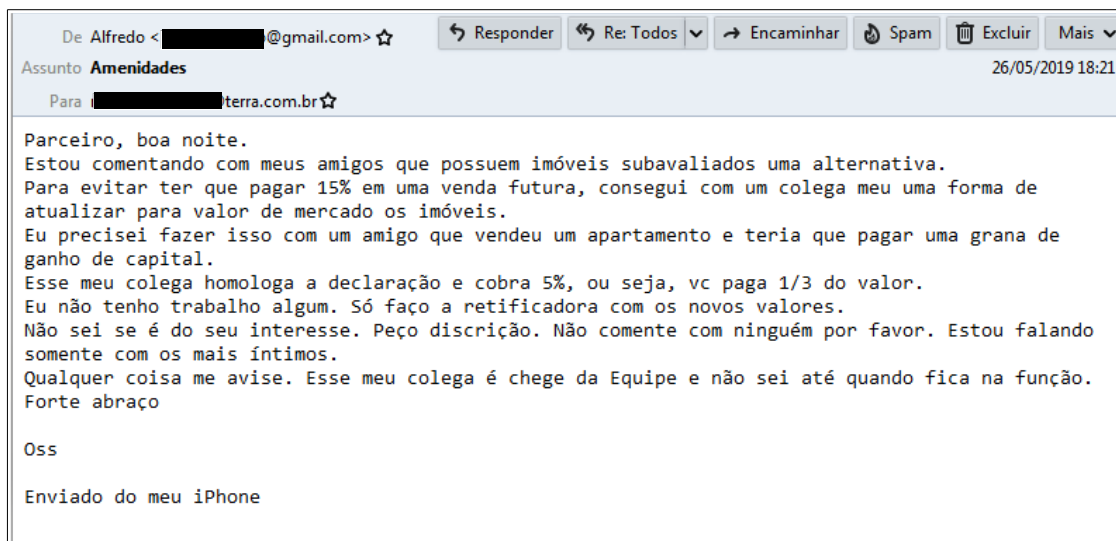 De Alfredo < @gmail.com> Responder Re: Todos Encaminhar Spam Excluir Mais
Assunto Amenidades 26/05/2019 18:21
Para terra.com.br
Parceiro, boa noite.
Estou comentando com meus amigos que possuem imóveis subavaliados uma alternativa.
Para evitar ter que pagar 15% em uma venda futura, consegui com um colega meu uma forma de
atualizar para valor de mercado os imóveis.
Eu precisei fazer isso com um amigo que vendeu um apartamento e teria que pagar uma grana de
ganho de capital.
Esse meu colega homologa a declaração e cobra 5%, ou seja, vc paga 1/3 do valor.
Eu não tenho trabalho algum. Só faço a retificadora com os novos valores.
Não sei se é do seu interesse. Peço discrição. Não comente com ninguém por favor. Estou falando
somente com os mais íntimos.
Qualquer coisa me avise. Esse meu colega é chege da Equipe e não sei até quando fica na função.
Forte abraço
Oss
Enviado do meu iPhone